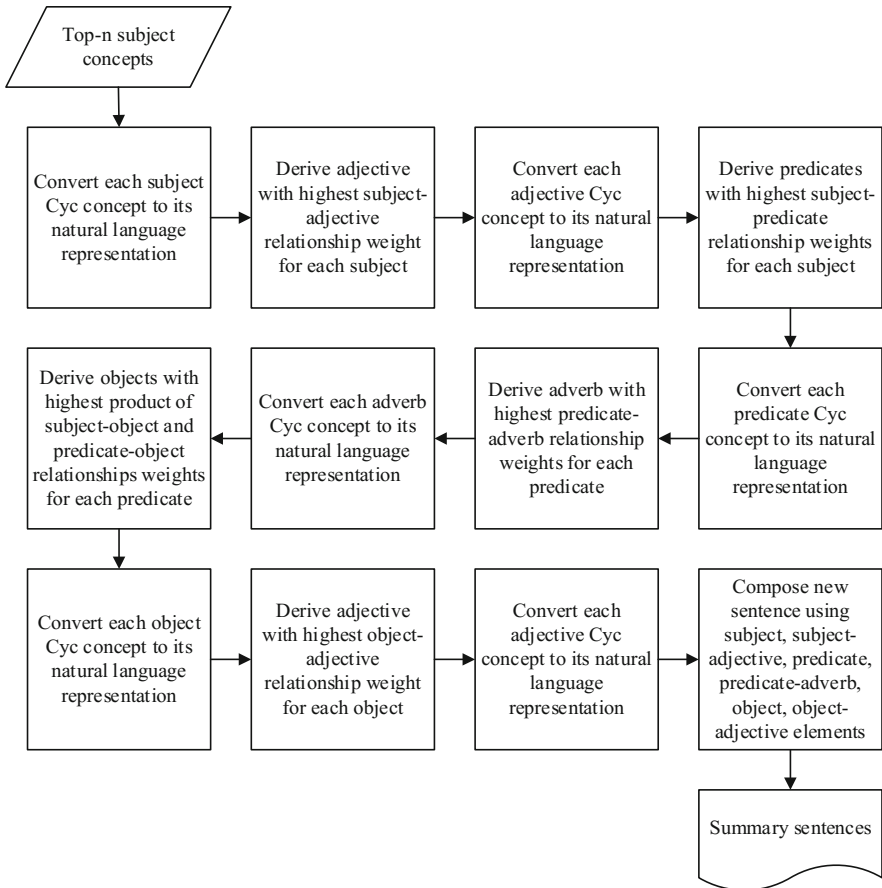 Top-n subject
concepts
Convert each subject
Cyc concept to its
natural language
representation
Derive adjective
with highest subject-
adjective
relationship weight
for each subject
Convert each
adjective Cyc
concept to its natural
language
representation
Derive predicates
with highest subject-
predicate
relationship weights
for each subject
Convert each
predicate Cyc
concept to its natural
language
representation
Derive adverb with
highest predicate-
adverb relationship
weights for each
predicate
Convert each adverb
Cyc concept to its
natural language
representation
Derive objects with
highest product of
subject-object and
predicate-object
relationships weights
for each predicate
Convert each object
Cyc concept to its
natural language
representation
Derive adjective
with highest object-
adjective
relationship weight
for each object
Convert each
adjective Cyc
concept to its natural
language
representation
Compose new
sentence using
subject, subject-
adjective, predicate,
predicate-adverb,
object, object-
adjective elements
Summary sentences